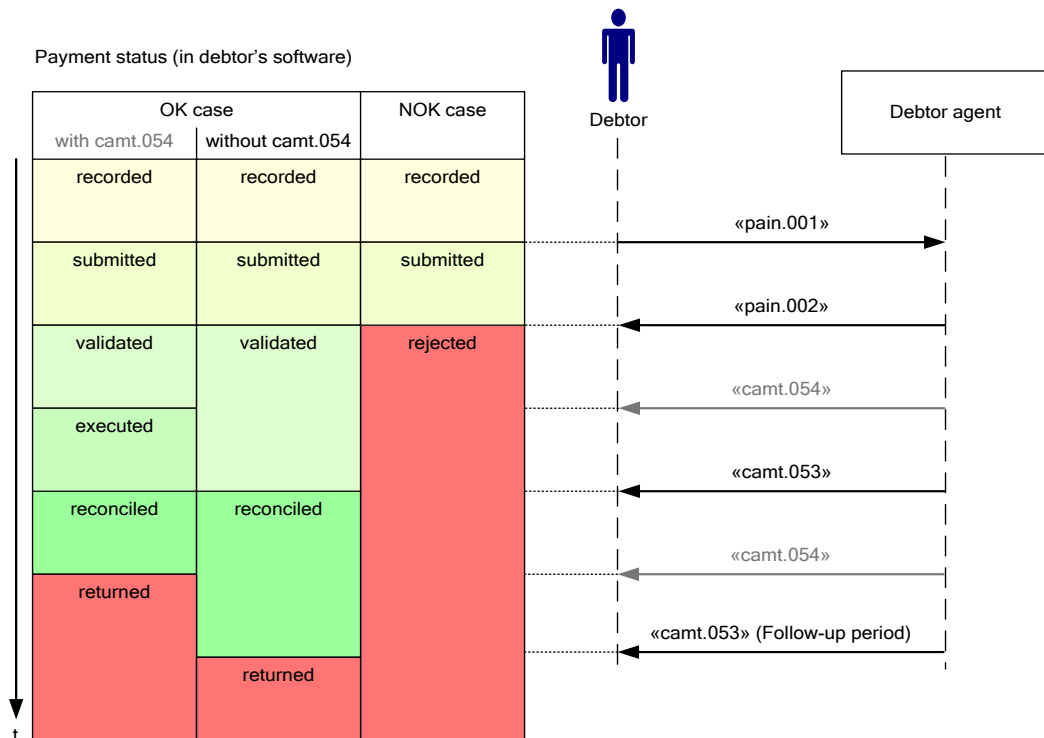 Payment status (in debtor's software)
OK case
NOK case
with camt.054
without camt.054
Debtor
Debtor agent
recorded
recorded
recorded
«pain.001»
submitted
submitted
submitted
«pain.002»
validated
validated
rejected
«camt.054»
executed
«camt.053»
reconciled
reconciled
«camt.054»
returned
«camt.053» (Follow-up period)
returned
t